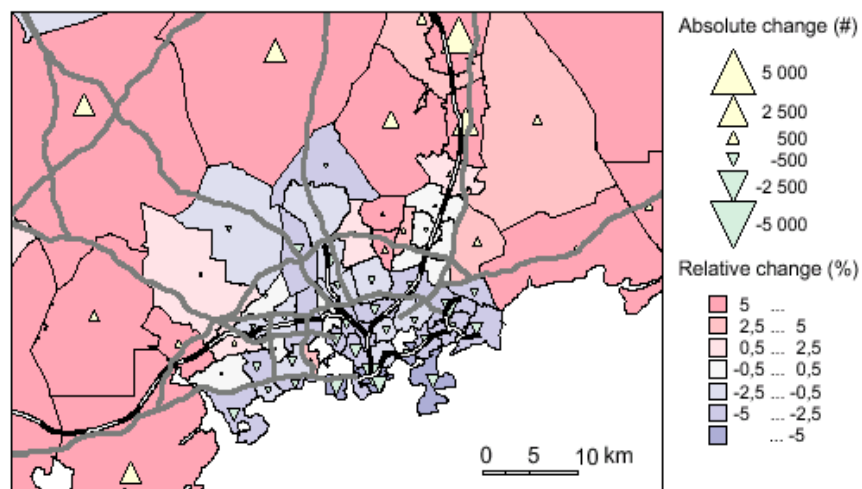 Absolute change (#)
5 000
2 500
500
-500
-2 500
-5 000
Relative change (%)
5 ...
2,5 ... 5
0,5 ... 2,5
-0,5 ... 0,5
-2,5 ... -0,5
-5 ... -2,5
... -5
0 5 10 km